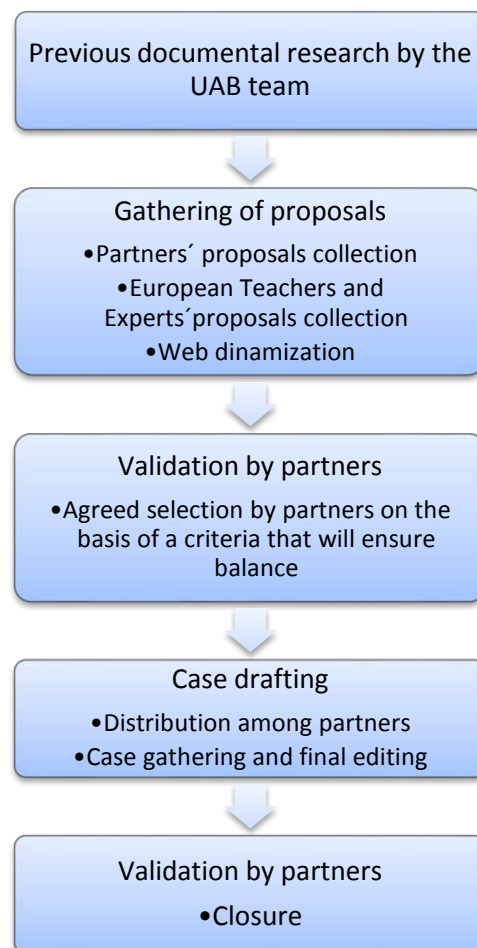 Previous documental research by the
UAB team
Gathering of proposals
•Partners´ proposals collection
•European Teachers and
Experts´proposals collection
•Web dinamization
Validation by partners
•Agreed selection by partners on the
basis of a criteria that will ensure
balance
Case drafting
•Distribution among partners
•Case gathering and final editing
Validation by partners
•Closure